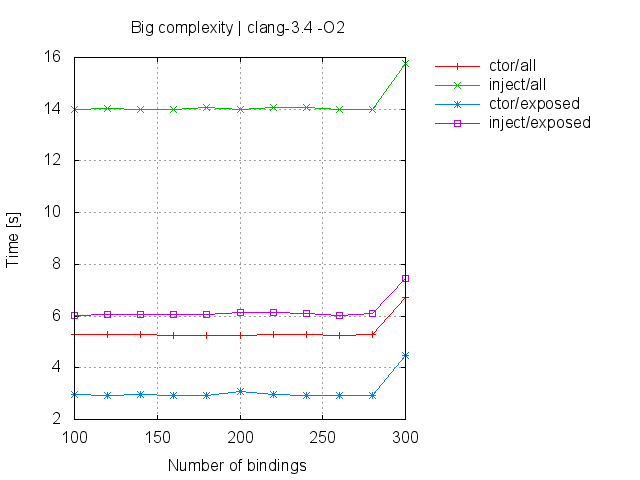 Big complexity | clang-3.4 -O2
16
14
12
10
8
6
4
2
Time [s]
100
150
200
250
300
Number of bindings
ctor/all
inject/all
ctor/exposed
inject/exposed